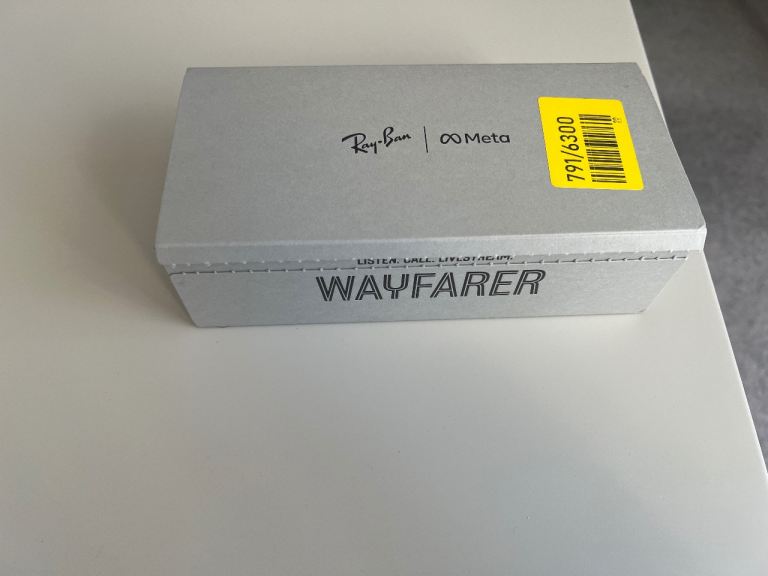 Ray-Ban | ∞ Meta
791/6300
LISTEN. CALL. LIVESTREAM.
WAYFARER